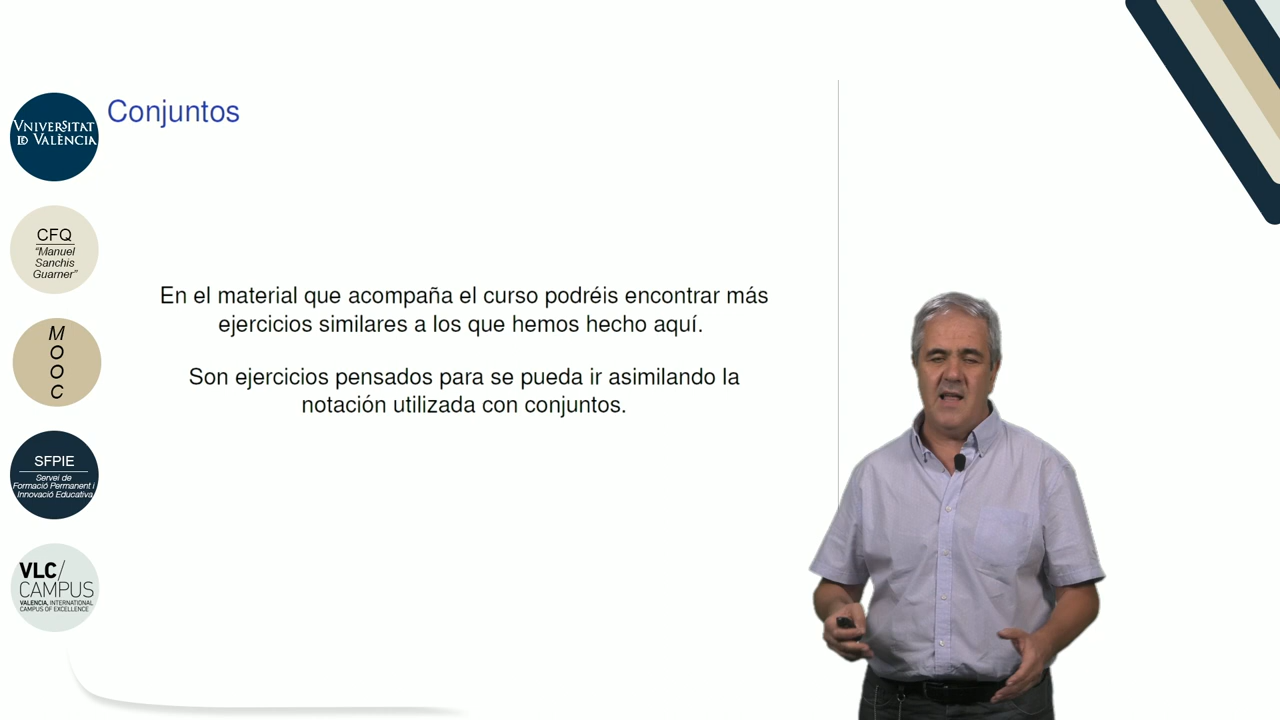 Conjuntos
VNIVERSITAT
ID VALÈNCIA
CFQ
"Manuel
Sanchis
Guarner"
M
O
O
C
SFPIE
Servei de
Formació Permanent i
Innovació Educativa
VLC/
CAMPUS
VALENCIA, INTERNATIONAL
CAMPUS OF EXCELLENCE
En el material que acompaña el curso podréis encontrar más
ejercicios similares a los que hemos hecho aquí.
Son ejercicios pensados para se pueda ir asimilando la
notación utilizada con conjuntos.